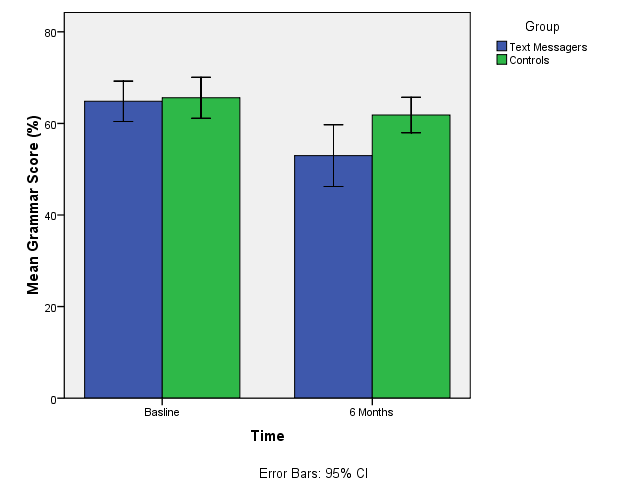 Group
Text Messagers
Controls
Mean Grammar Score (%)
80
60
40
20
0
Basline
6 Months
Time
Error Bars: 95% CI